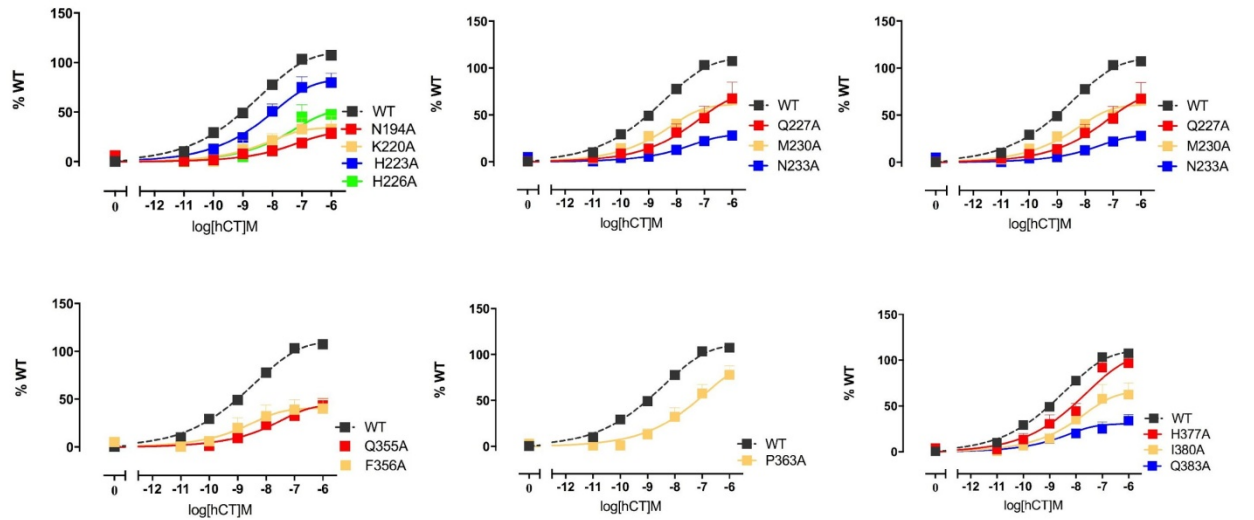 150
100
50
0
% WT
0 -12 -11 -10 -9 -8 -7 -6
log[hCT]M
WT
N194A
K220A
H223A
H226A
150
100
50
0
% WT
0 -12 -11 -10 -9 -8 -7 -6
log[hCT]M
WT
Q227A
M230A
N233A
150
100
50
0
% WT
0 -12 -11 -10 -9 -8 -7 -6
log[hCT]M
WT
Q227A
M230A
N233A
150
100
50
0
% WT
0 -12 -11 -10 -9 -8 -7 -6
log[hCT]M
WT
Q355A
F356A
150
100
50
0
% WT
0 -12 -11 -10 -9 -8 -7 -6
log[hCT]M
WT
P363A
150
100
50
0
% WT
0 -12 -11 -10 -9 -8 -7 -6
log[hCT]M
WT
H377A
I380A
Q383A